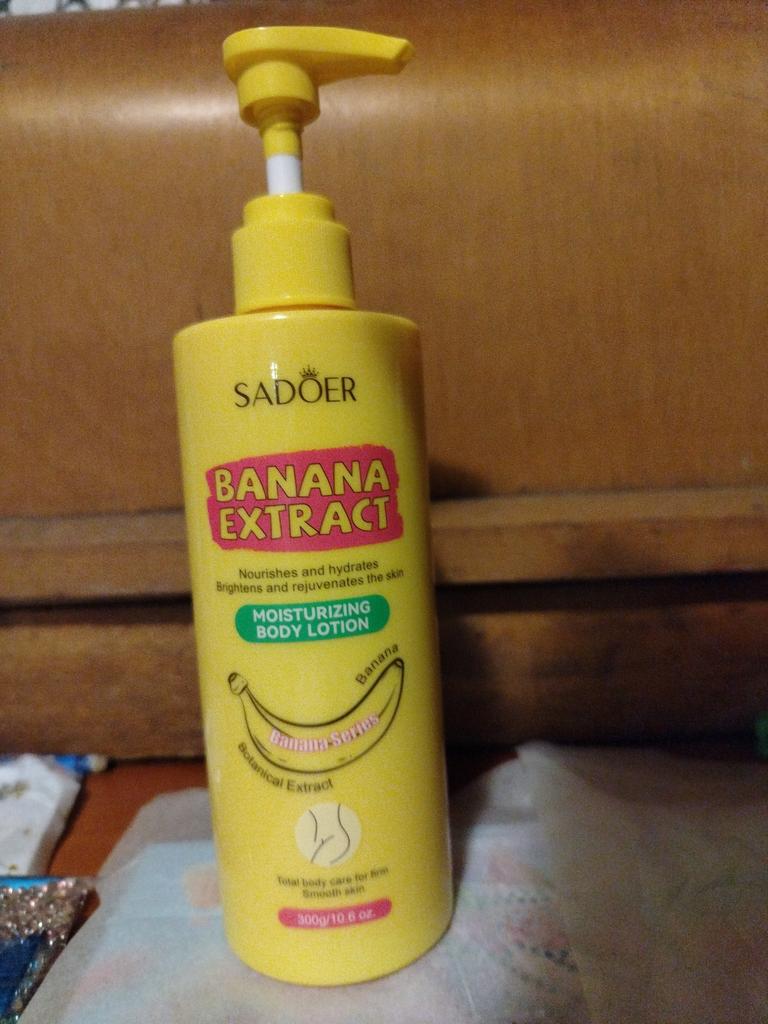 SADOER
BANANA
EXTRACT
Nourishes and hydrates
Brightens and rejuvenates the skin
MOISTURIZING
BODY LOTION
Banana
Banana Series
Botanical Extract
Total body care for firm
Smooth skin
300g/10.6 oz.